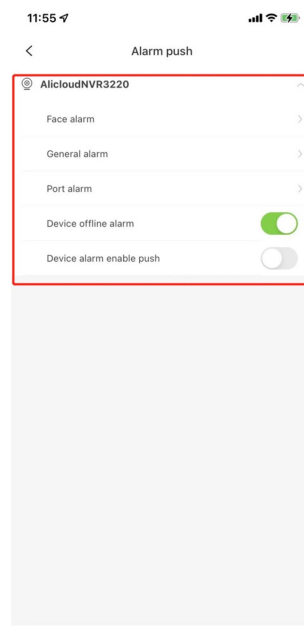 11:55
Alarm push
AlicloudNVR3220
Face alarm
General alarm
Port alarm
Device offline alarm
Device alarm enable push